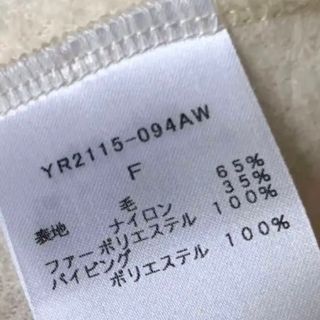 YR2115-094AW
F
表地 毛 65%
ナイロン 35%
ファー ポリエステル 100%
パイピング
ポリエステル 100%